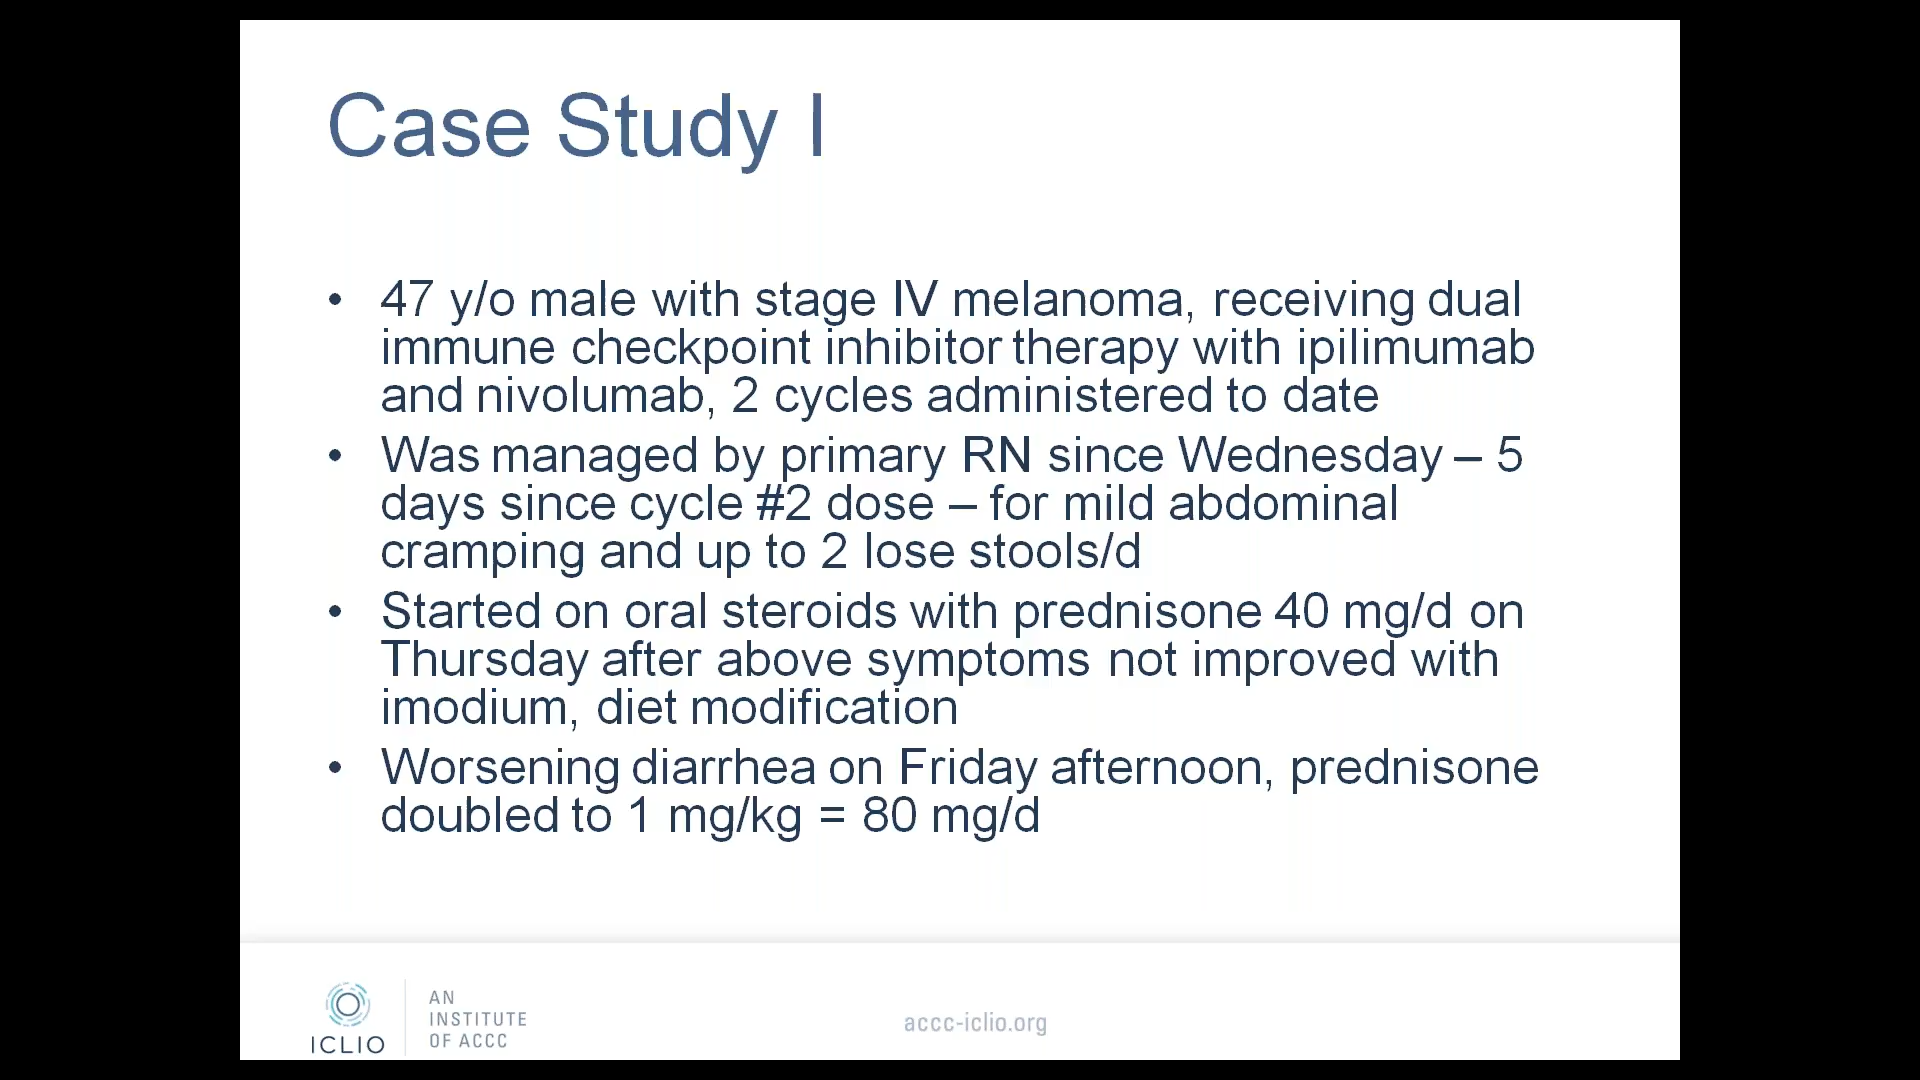 Case Study I
• 47 y/o male with stage IV melanoma, receiving dual
immune checkpoint inhibitor therapy with ipilimumab
and nivolumab, 2 cycles administered to date
• Was managed by primary RN since Wednesday – 5
days since cycle #2 dose – for mild abdominal
cramping and up to 2 lose stools/d
• Started on oral steroids with prednisone 40 mg/d on
Thursday after above symptoms not improved with
imodium, diet modification
• Worsening diarrhea on Friday afternoon, prednisone
doubled to 1 mg/kg = 80 mg/d
ICLIO
AN
INSTITUTE
OF ACCC
accc-iclio.org